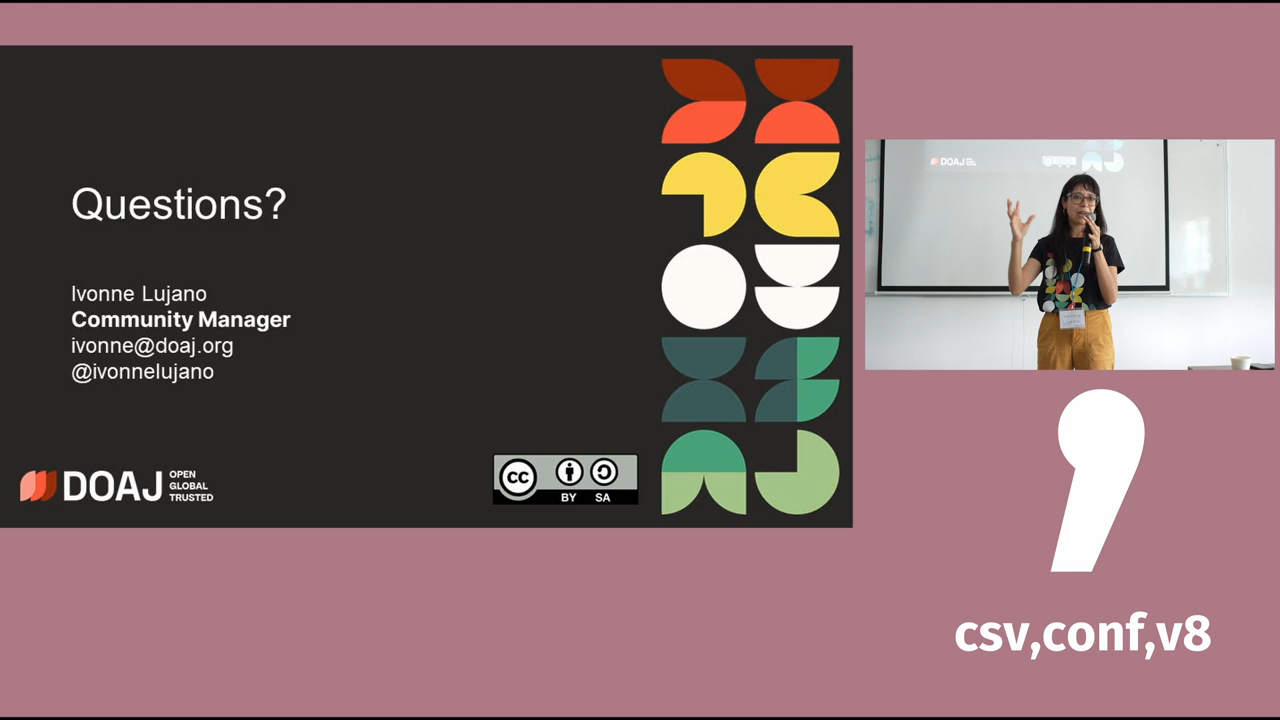 Questions?
Ivonne Lujano
Community Manager
ivonne@doaj.org
@ivonnelujano
DOAJ
OPEN
GLOBAL
TRUSTED
CC
BY SA
DOAJ
csv,conf,v8